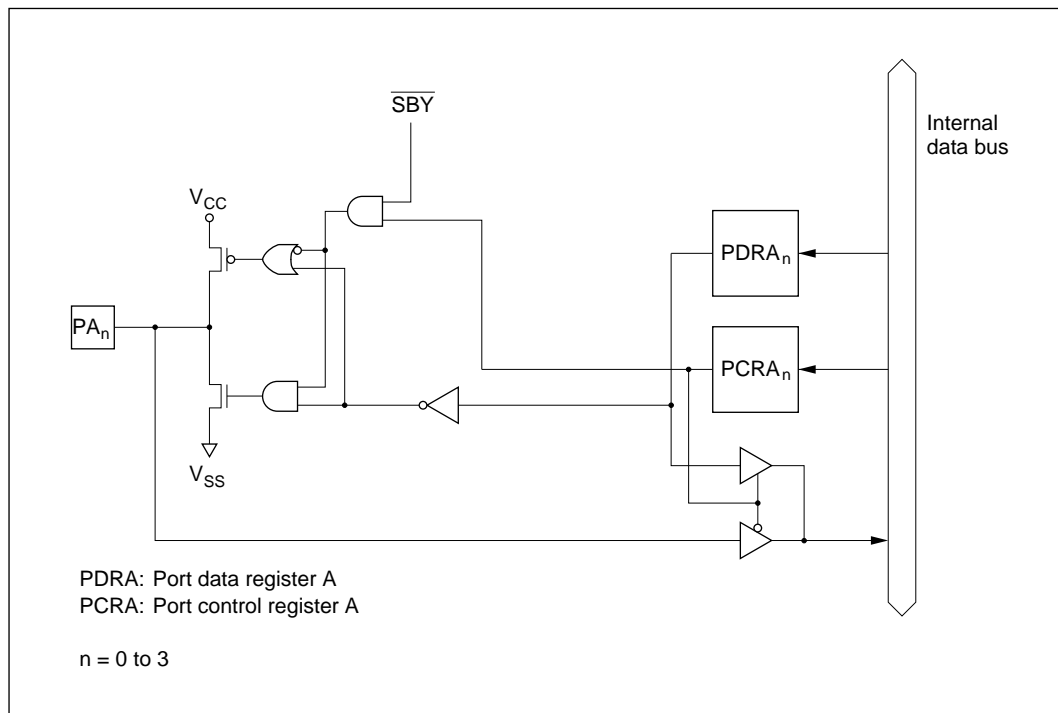 SBY
Internal
data bus
VCC
PDRAn
PAn
PCRAn
VSS
PDRA: Port data register A
PCRA: Port control register A
n = 0 to 3